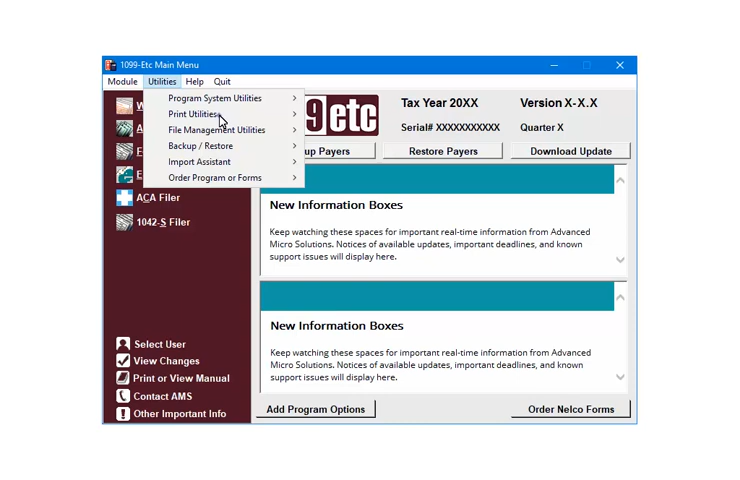 1099-Etc Main Menu
Module Utilities Help Quit
Program System Utilities
Print Utilities
File Management Utilities
Backup / Restore
Import Assistant
Order Program or Forms
9etc
Tax Year 20XX Version X-X.X
Serial# XXXXXXXXXXX Quarter X
up Payers Restore Payers Download Update
W
A
F
E
ACA Filer
1042-S Filer
New Information Boxes
Keep watching these spaces for important real-time information from Advanced
Micro Solutions. Notices of available updates, important deadlines, and known
support issues will display here.
New Information Boxes
Keep watching these spaces for important real-time information from Advanced
Micro Solutions. Notices of available updates, important deadlines, and known
support issues will display here.
Select User
View Changes
Print or View Manual
Contact AMS
Other Important Info
Add Program Options Order Nelco Forms